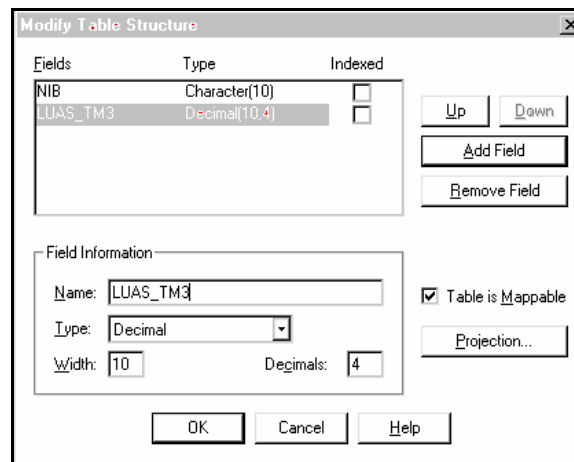 Modify Table Structure
Fields Type Indexed
NIB Character(10)
LUAS_TM3 Decimal(10,4)
Up Down
Add Field
Remove Field
Field Information
Name: LUAS_TM3
Table is Mappable
Type: Decimal
Projection...
Width: 10 Decimals: 4
OK Cancel Help